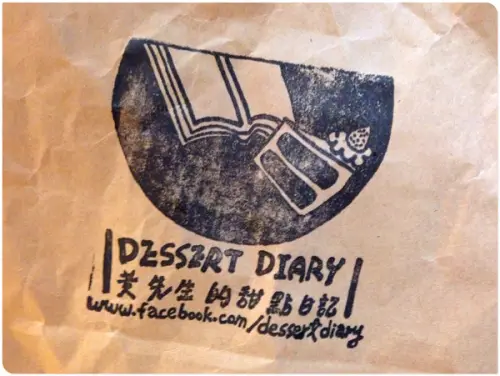 DESSERT DIARY
黃先生的甜點日記
www.facebook.com/dessertdiary